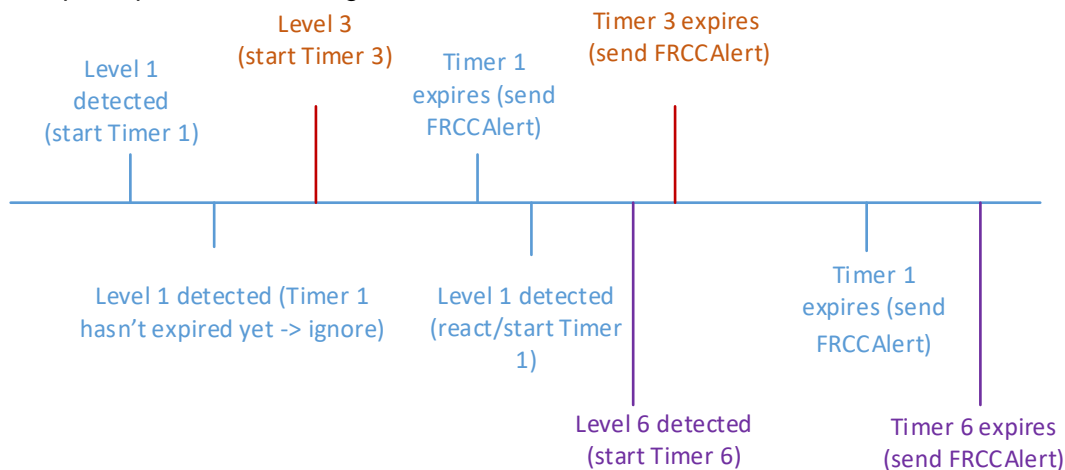 Level 3
(start Timer 3)
Timer 3 expires
(send FRCCAlert)
Level 1
detected
(start Timer 1)
Timer 1
expires (send
FRCCAlert)
Level 1 detected (Timer 1
hasn't expired yet -> ignore)
Level 1 detected
(react/start Timer
1)
Timer 1
expires (send
FRCCAlert)
Level 6 detected
(start Timer 6)
Timer 6 expires
(send FRCCAlert)